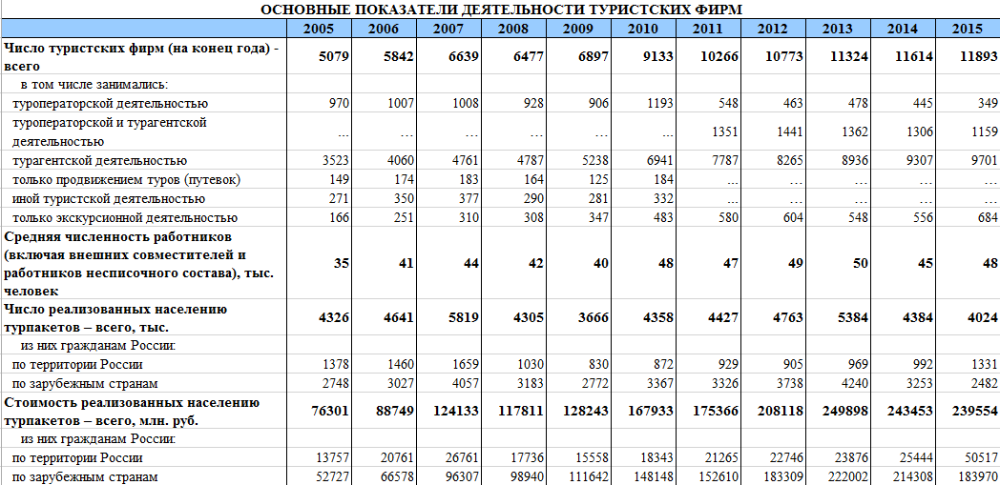 ОСНОВНЫЕ ПОКАЗАТЕЛИ ДЕЯТЕЛЬНОСТИ ТУРИСТСКИХ ФИРМ
2005 2006 2007 2008 2009 2010 2011 2012 2013 2014 2015
Число туристских фирм (на конец года) -
всего 5079 5842 6639 6477 6897 9133 10266 10773 11324 11614 11893
в том числе занимались:
туроператорской деятельностью 970 1007 1008 928 906 1193 548 463 478 445 349
туроператорской и турагентской
деятельностью ... ... ... ... ... ... 1351 1441 1362 1306 1159
турагентской деятельностью 3523 4060 4761 4787 5238 6941 7787 8265 8936 9307 9701
только продвижением туров (путевок) 149 174 183 164 125 184 ... ... ... ... ...
иной туристской деятельностью 271 350 377 290 281 332 ... ... ... ... ...
только экскурсионной деятельностью 166 251 310 308 347 483 580 604 548 556 684
Средняя численность работников
(включая внешних совместителей и
работников несписочного состава), тыс.
человек 35 41 44 42 40 48 47 49 50 45 48
Число реализованных населению
турпакетов – всего, тыс. 4326 4641 5819 4305 3666 4358 4427 4763 5384 4384 4024
из них гражданам России:
по территории России 1378 1460 1659 1030 830 872 929 905 969 992 1331
по зарубежным странам 2748 3027 4057 3183 2772 3367 3326 3738 4240 3253 2482
Стоимость реализованных населению
турпакетов – всего, млн. руб. 76301 88749 124133 117811 128243 167933 175366 208118 249898 243453 239554
из них гражданам России:
по территории России 13757 20761 26761 17736 15558 18343 21265 22746 23876 25444 50517
по зарубежным странам 52727 66578 96307 98940 111642 148148 152610 183309 222002 214308 183970